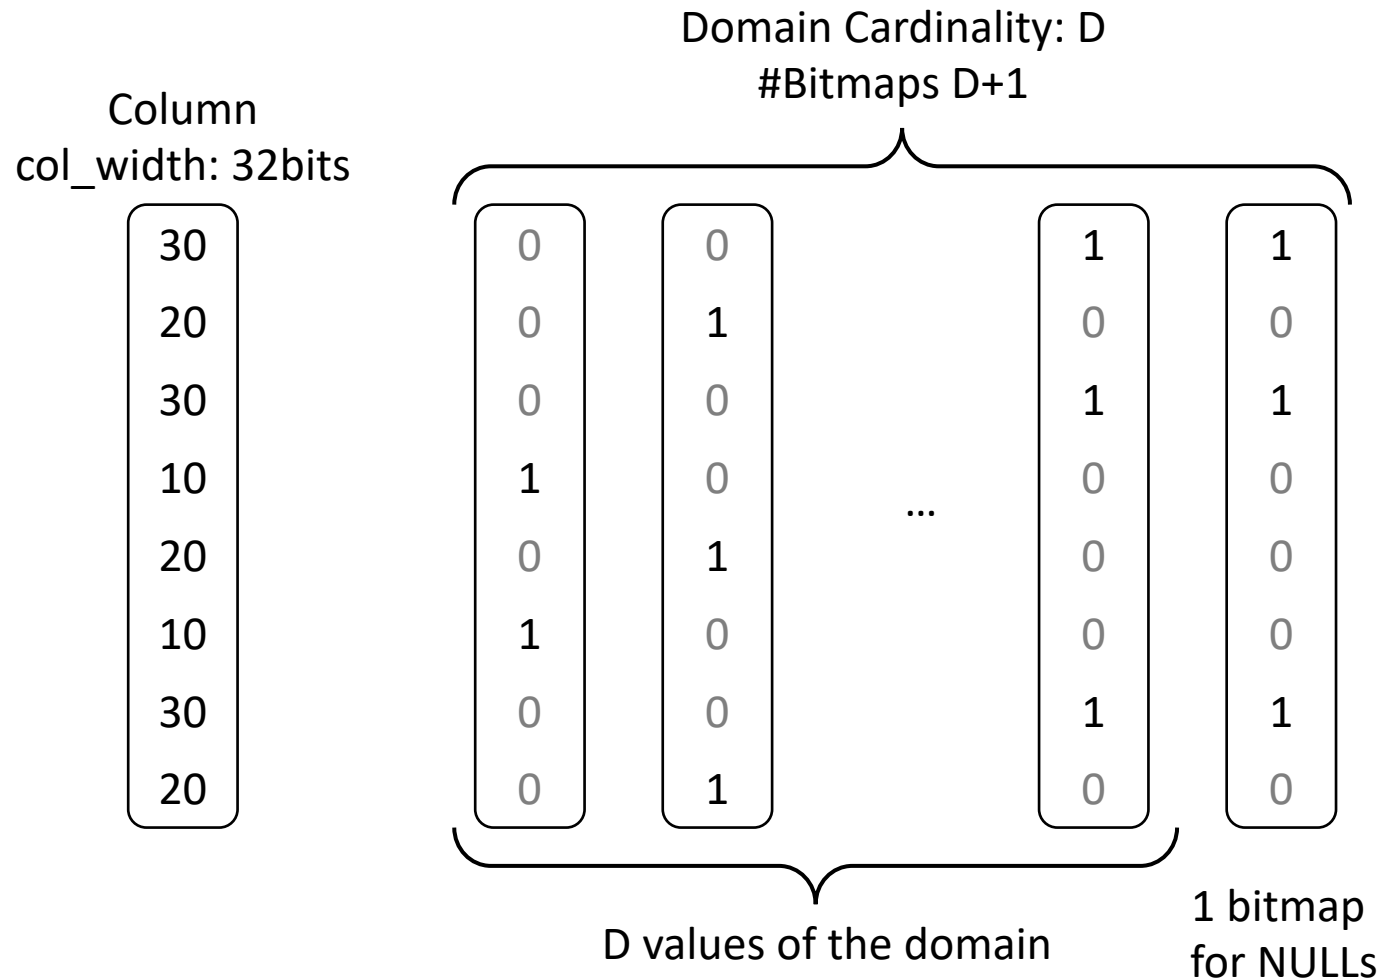 Domain Cardinality: D
#Bitmaps D+1
Column
col_width: 32bits
30 0 0 1 1
20 0 1 0 0
30 0 0 1 1
10 1 0 0 0
...
20 0 1 0 0
10 1 0 0 0
30 0 0 1 1
20 0 1 0 0
D values of the domain
1 bitmap
for NULLs